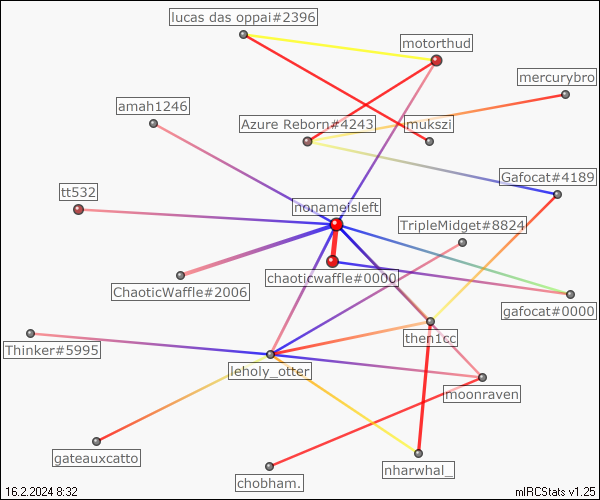 lucas das oppai#2396
motorthud
mercurybro
amah1246
Azure Reborn#4243
mukszi
Gafocat#4189
tt532
nonameisleft
TripleMidget#8824
ChaoticWaffle#2006
chaoticwaffle#0000
gafocat#0000
then1cc
Thinker#5995
leholy_otter
moonraven
gateauxcatto
nharwhal_
chobham.
16.2.2024 8:32
mIRCStats v1.25